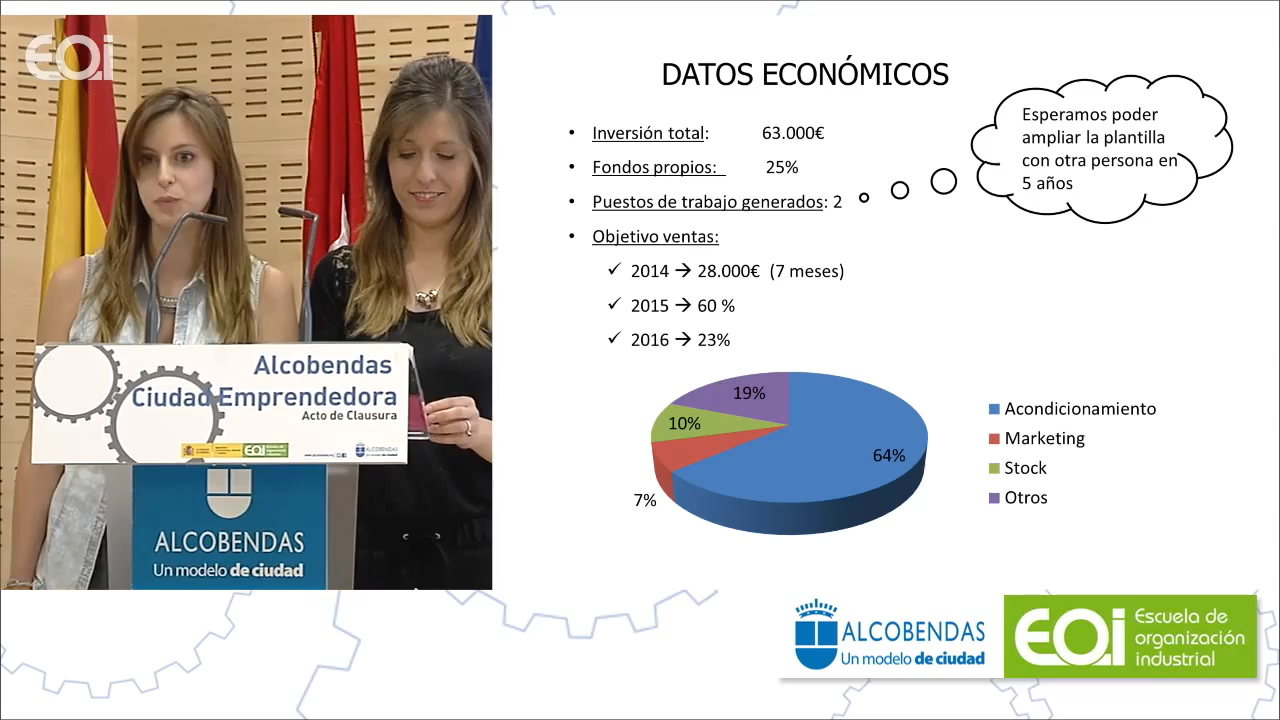 EOi
DATOS ECONÓMICOS
• Inversión total: 63.000€
• Fondos propios: 25%
• Puestos de trabajo generados: 2
• Objetivo ventas:
✓ 2014 → 28.000€ (7 meses)
✓ 2015 → 60 %
✓ 2016 → 23%
Esperamos poder
ampliar la plantilla
con otra persona en
5 años
19%
10%
7%
64%
Acondicionamiento
Marketing
Stock
Otros
Alcobendas
Ciudad Emprendedora
Acto de Clausura
EOi
ALCOBENDAS
ALCOBENDAS
Un modelo de ciudad
ALCOBENDAS
Un modelo de ciudad
EOi
Escuela de
organización
industrial